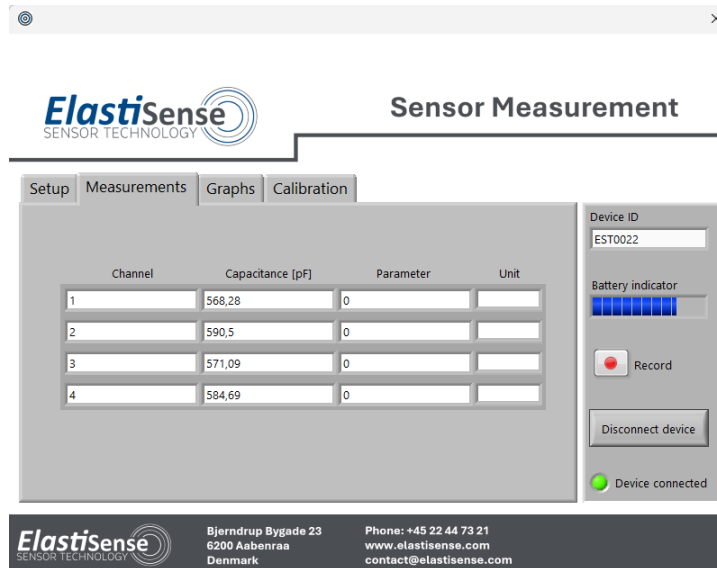 ElastiSense
SENSOR TECHNOLOGY
Sensor Measurement
Setup Measurements Graphs Calibration
Channel Capacitance [pF] Parameter Unit
1 568,28 0
2 590,5 0
3 571,09 0
4 584,69 0
Device ID
EST0022
Battery indicator
Record
Disconnect device
Device connected
ElastiSense
SENSOR TECHNOLOGY
Bjerndrup Bygade 23
6200 Aabenraa
Denmark
Phone: +45 22 44 73 21
www.elastisense.com
contact@elastisense.com